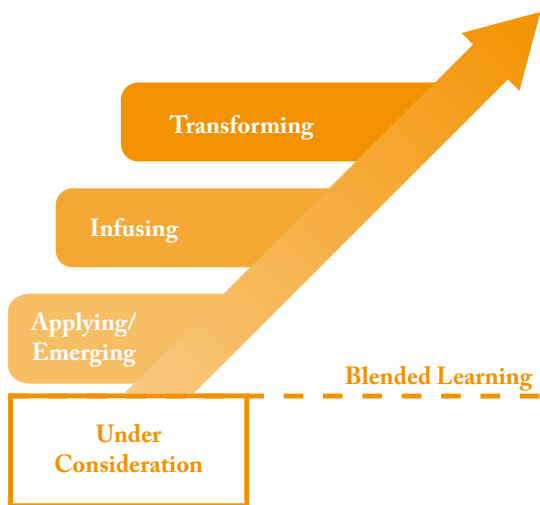 Transforming
Infusing
Applying/
Emerging
Blended Learning
Under
Consideration